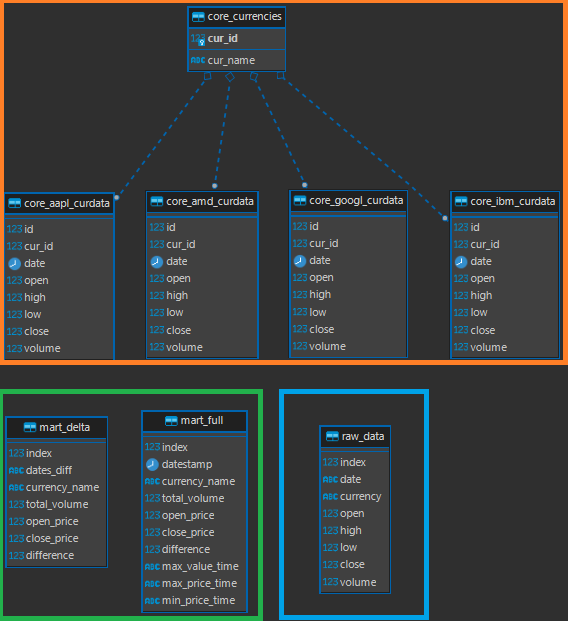 core_currencies
123 cur_id
ABC cur_name
core_aapl_curdata
123 id
123 cur_id
date
123 open
123 high
123 low
123 close
123 volume
core_amd_curdata
123 id
123 cur_id
date
123 open
123 high
123 low
123 close
123 volume
core_googl_curdata
123 id
123 cur_id
date
123 open
123 high
123 low
123 close
123 volume
core_ibm_curdata
123 id
123 cur_id
date
123 open
123 high
123 low
123 close
123 volume
mart_delta
123 index
ABC dates_diff
ABC currency_name
123 total_volume
123 open_price
123 close_price
123 difference
mart_full
123 index
datestamp
ABC currency_name
123 total_volume
123 open_price
123 close_price
123 difference
ABC max_value_time
ABC max_price_time
ABC min_price_time
raw_data
123 index
ABC date
ABC currency
123 open
123 high
123 low
123 close
123 volume